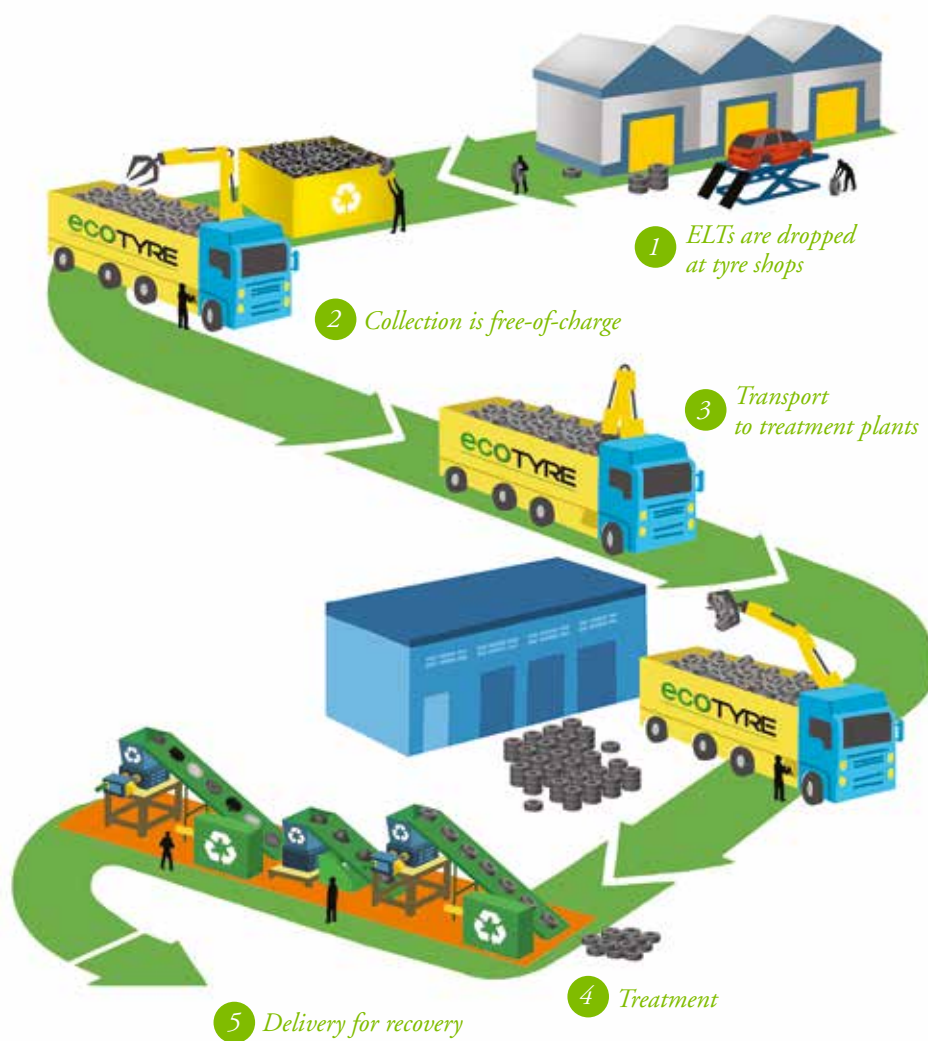 ecoTYRE
1 ELTs are dropped
at tyre shops
2 Collection is free-of-charge
3 Transport
to treatment plants
ecoTYRE
ecoTYRE
4 Treatment
5 Delivery for recovery